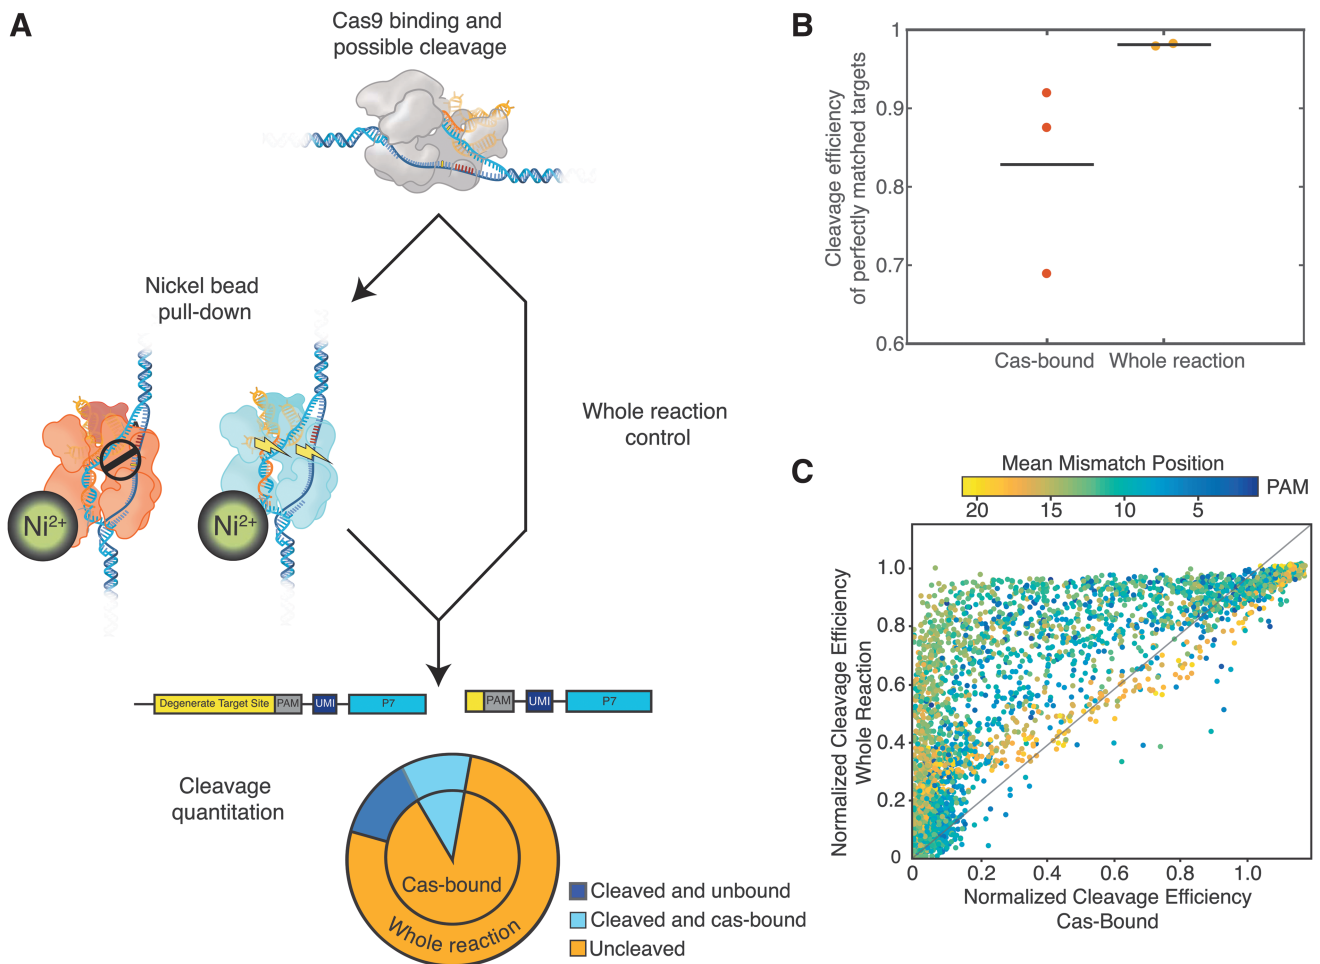 A
Cas9 binding and
possible cleavage
Nickel bead
pull-down
Ni2+
Ni2+
Whole reaction
control
Degenerate Target Site
PAM
UMI
P7
PAM
UMI
P7
Cleavage
quantitation
Cas-bound
Whole reaction
Cleaved and unbound
Cleaved and cas-bound
Uncleaved
B
Cleavage efficiency
of perfectly matched targets
1
0.9
0.8
0.7
0.6
Cas-bound
Whole reaction
C
Mean Mismatch Position
PAM
20
15
10
5
Normalized Cleavage Efficiency
Whole Reaction
1.0
0.8
0.6
0.4
0.2
0
0
0.2
0.4
0.6
0.8
1.0
Normalized Cleavage Efficiency
Cas-Bound